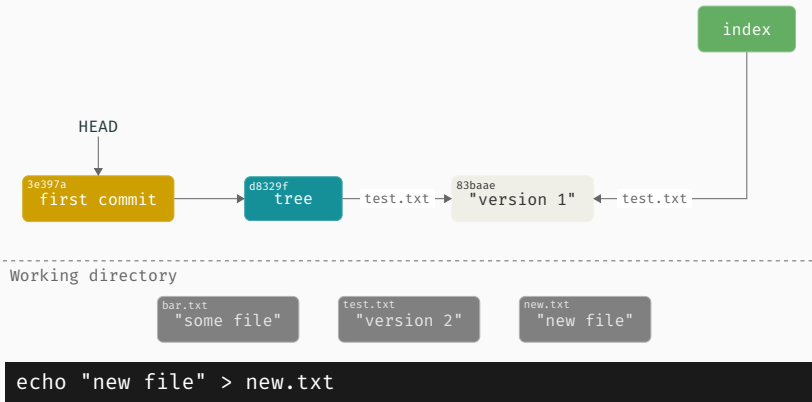 index
HEAD
3e397a
first commit
d8329f
tree
test.txt
83baae
"version 1"
test.txt
Working directory
bar.txt
"some file"
test.txt
"version 2"
new.txt
"new file"
echo "new file" > new.txt